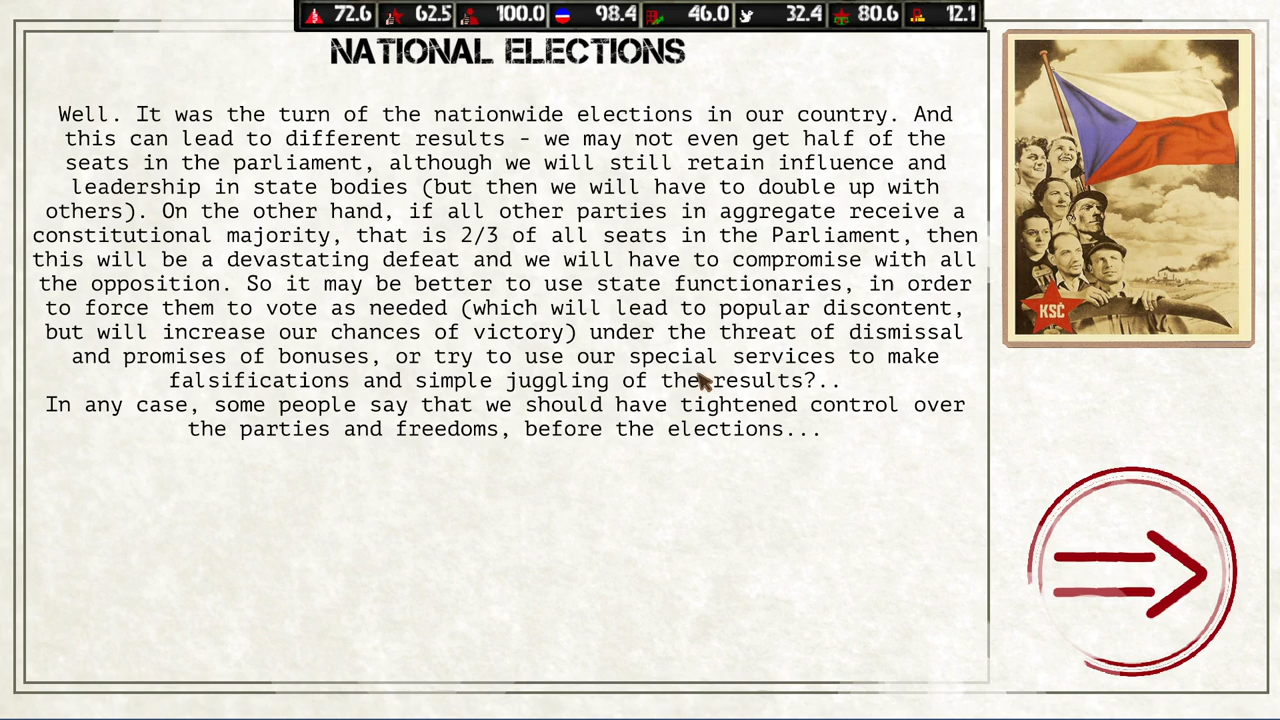 72.6 62.5 100.0 98.4 46.0 32.4 80.6 12.1
NATIONAL ELECTIONS
Well. It was the turn of the nationwide elections in our country. And
this can lead to different results - we may not even get half of the
seats in the parliament, although we will still retain influence and
leadership in state bodies (but then we will have to double up with
others). On the other hand, if all other parties in aggregate receive a
constitutional majority, that is 2/3 of all seats in the Parliament, then
this will be a devastating defeat and we will have to compromise with all
the opposition. So it may be better to use state functionaries, in order
to force them to vote as needed (which will lead to popular discontent,
but will increase our chances of victory) under the threat of dismissal
and promises of bonuses, or try to use our special services to make
falsifications and simple juggling of the results?..
In any case, some people say that we should have tightened control over
the parties and freedoms, before the elections...
KSČ